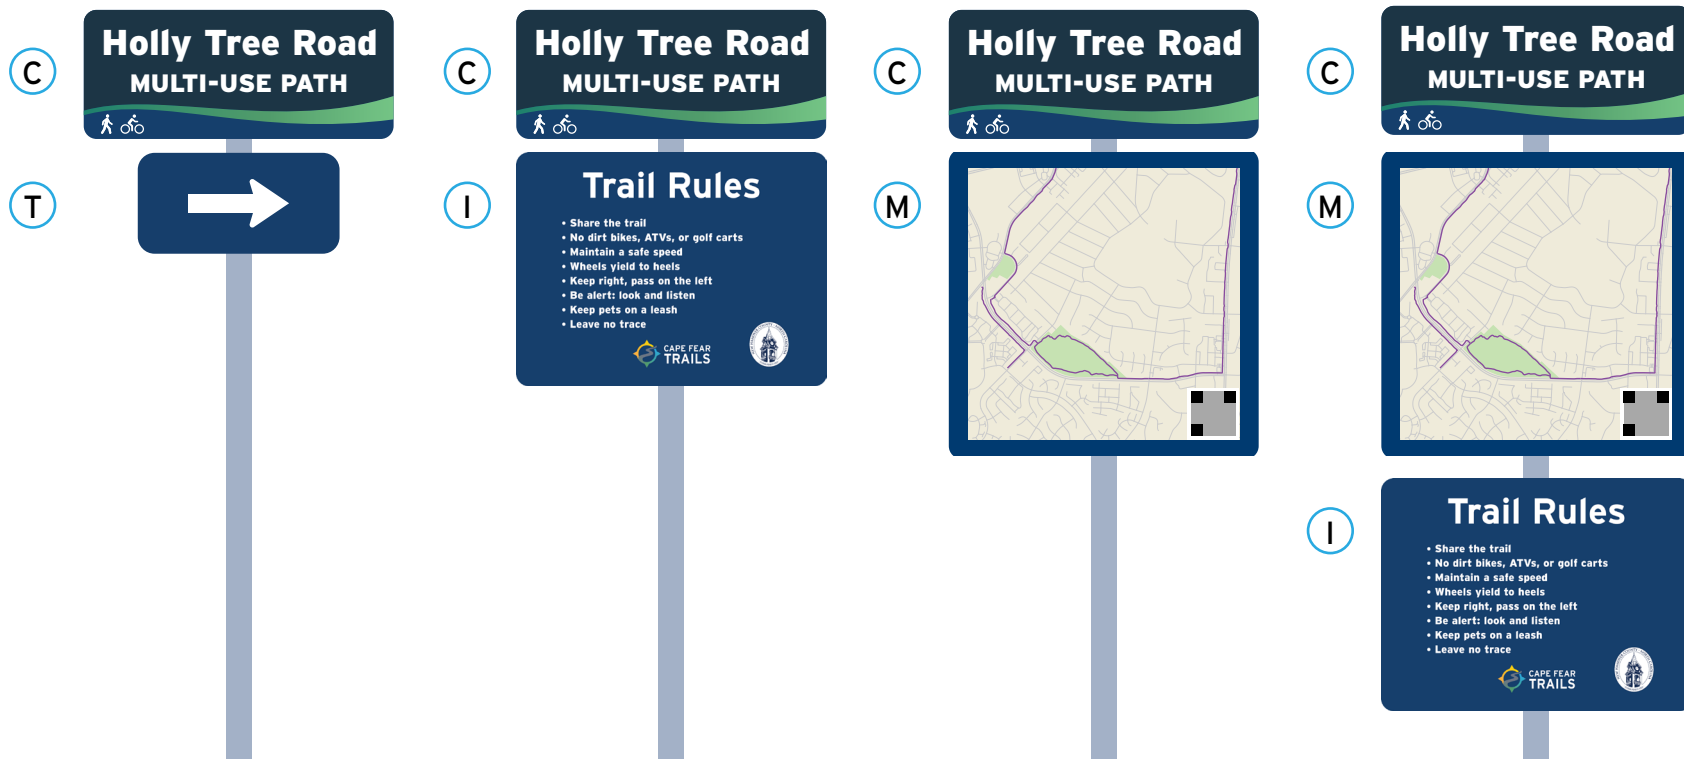 C
Holly Tree Road
MULTI-USE PATH
T
C
Holly Tree Road
MULTI-USE PATH
I
Trail Rules
• Share the trail
• No dirt bikes, ATVs, or golf carts
• Maintain a safe speed
• Wheels yield to heels
• Keep right, pass on the left
• Be alert: look and listen
• Keep pets on a leash
• Leave no trace
CAPE FEAR
TRAILS
C
Holly Tree Road
MULTI-USE PATH
M
C
Holly Tree Road
MULTI-USE PATH
M
I
Trail Rules
• Share the trail
• No dirt bikes, ATVs, or golf carts
• Maintain a safe speed
• Wheels yield to heels
• Keep right, pass on the left
• Be alert: look and listen
• Keep pets on a leash
• Leave no trace
CAPE FEAR
TRAILS